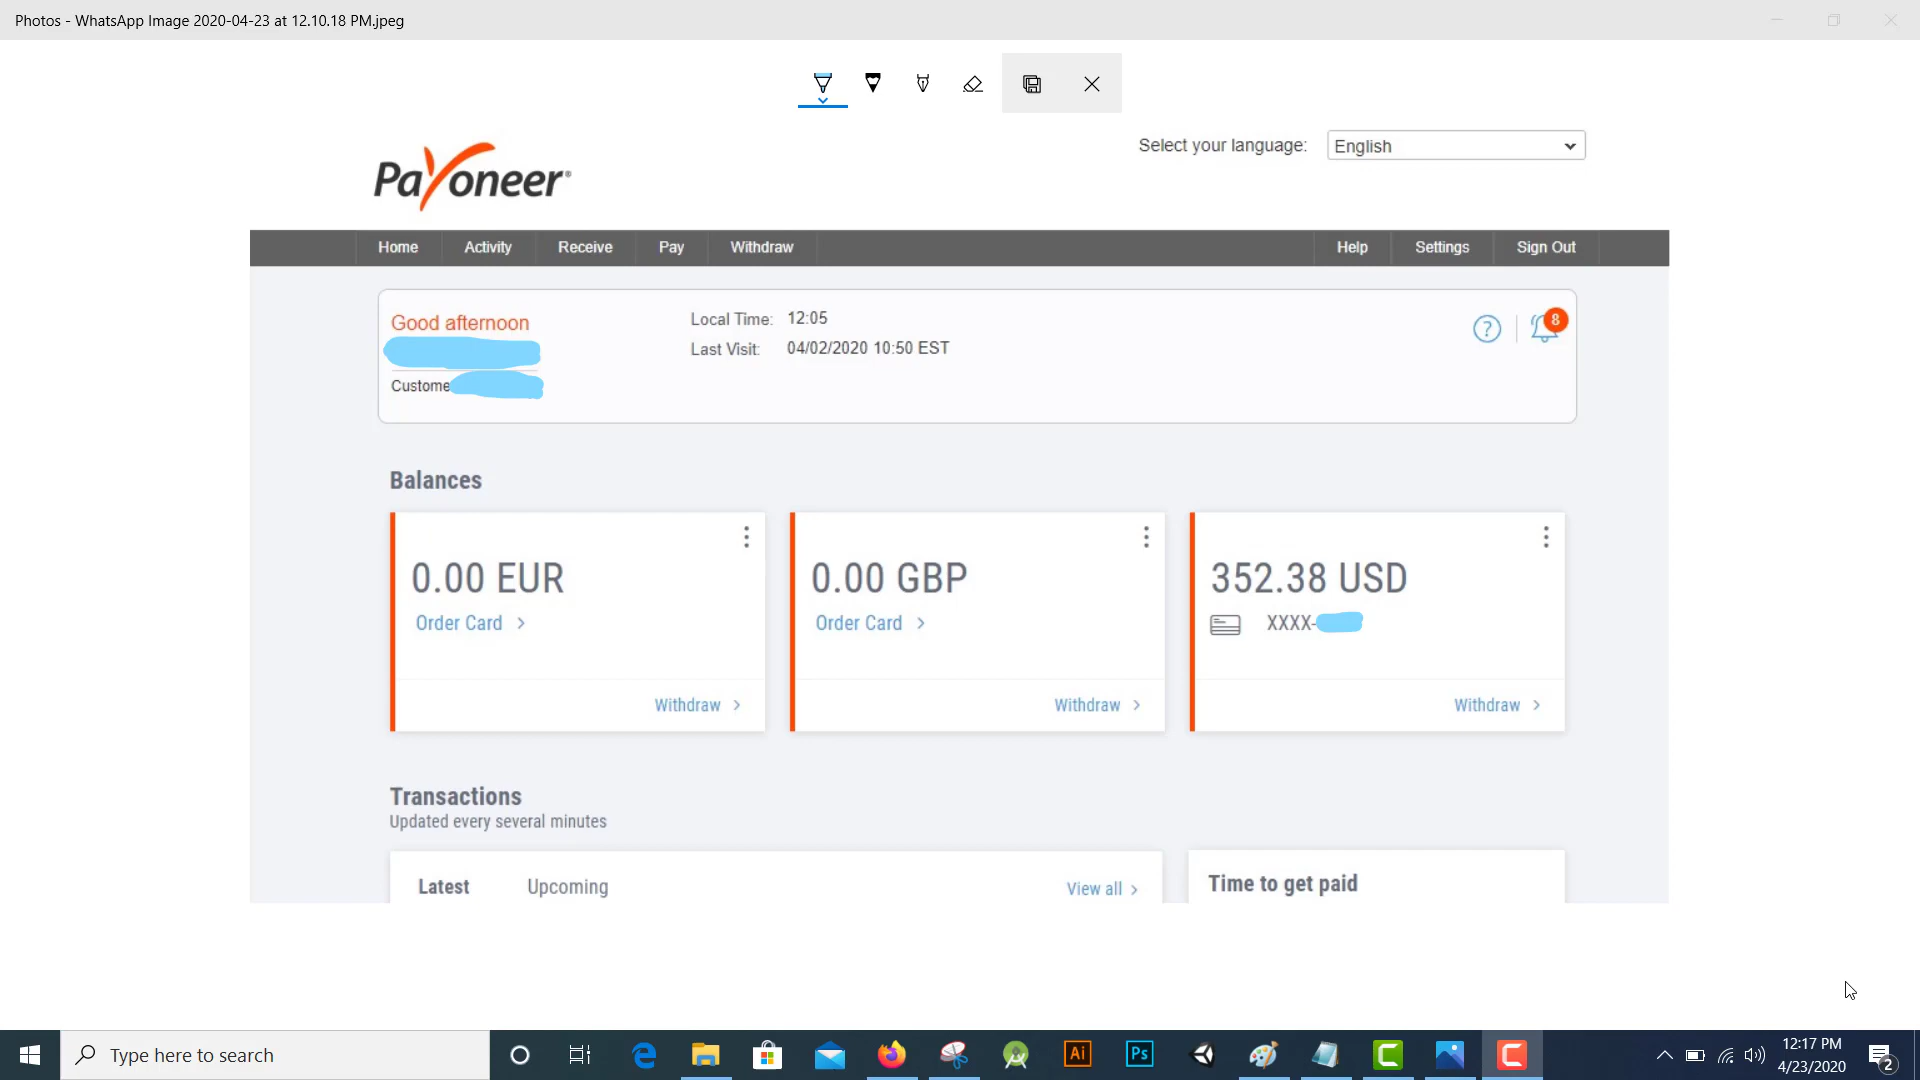 Photos - WhatsApp Image 2020-04-23 at 12.10.18 PM.jpeg
Select your language: English
Payoneer®
Home Activity Receive Pay Withdraw Help Settings Sign Out
Good afternoon
Local Time: 12:05
8
Last Visit: 04/02/2020 10:50 EST
Custome
Balances
0.00 EUR
Order Card >
Withdraw >
0.00 GBP
Order Card >
Withdraw >
352.38 USD
XXXX-
Withdraw >
Transactions
Updated every several minutes
Latest Upcoming View all >
Time to get paid
Type here to search
Ai
Ps
12:17 PM
4/23/2020
2